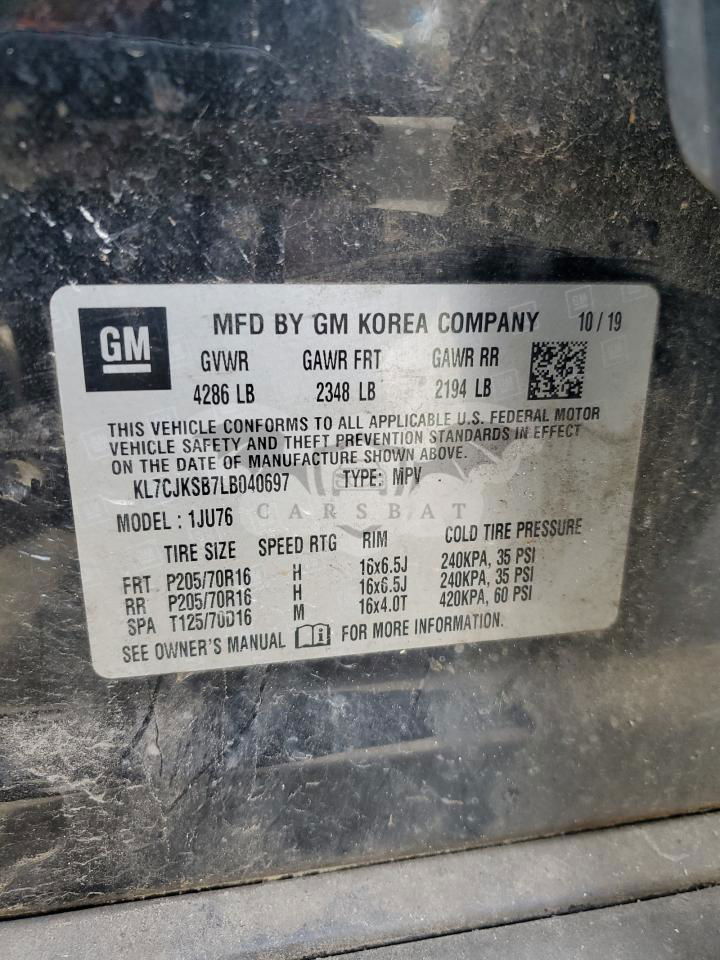 GM MFD BY GM KOREA COMPANY 10 / 19
GVWR GAWR FRT GAWR RR
4286 LB 2348 LB 2194 LB
THIS VEHICLE CONFORMS TO ALL APPLICABLE U.S. FEDERAL MOTOR
VEHICLE SAFETY AND THEFT PREVENTION STANDARDS IN EFFECT
ON THE DATE OF MANUFACTURE SHOWN ABOVE.
KL7CJKSB7LB040697 TYPE: MPV
CARSBAT
MODEL : 1JU76
TIRE SIZE SPEED RTG RIM COLD TIRE PRESSURE
FRT P205/70R16 H 16x6.5J 240KPA, 35 PSI
RR P205/70R16 H 16x6.5J 240KPA, 35 PSI
SPA T125/70D16 M 16x4.0T 420KPA, 60 PSI
SEE OWNER'S MANUAL FOR MORE INFORMATION.